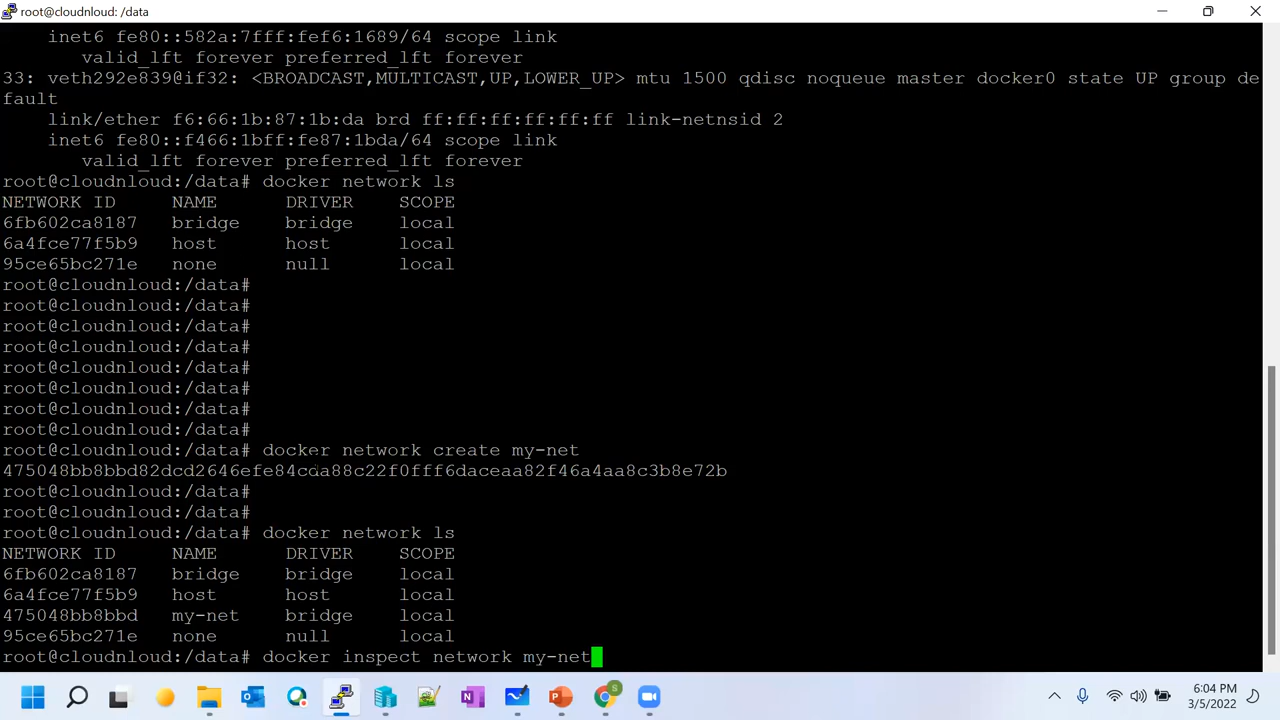 root@cloudnloud: /data
inet6 fe80::582a:7fff:fef6:1689/64 scope link
valid_lft forever preferred_lft forever
33: veth292e839@if32: <BROADCAST,MULTICAST,UP,LOWER_UP> mtu 1500 qdisc noqueue master docker0 state UP group de
fault
link/ether f6:66:1b:87:1b:da brd ff:ff:ff:ff:ff:ff link-netnsid 2
inet6 fe80::f466:1bff:fe87:1bda/64 scope link
valid_lft forever preferred_lft forever
root@cloudnloud:/data# docker network ls
NETWORK ID NAME DRIVER SCOPE
6fb602ca8187 bridge bridge local
6a4fce77f5b9 host host local
95ce65bc271e none null local
root@cloudnloud:/data#
root@cloudnloud:/data#
root@cloudnloud:/data#
root@cloudnloud:/data#
root@cloudnloud:/data#
root@cloudnloud:/data#
root@cloudnloud:/data#
root@cloudnloud:/data#
root@cloudnloud:/data# docker network create my-net
475048bb8bbd82dcd2646efe84cda88c22f0fff6daceaa82f46a4aa8c3b8e72b
root@cloudnloud:/data#
root@cloudnloud:/data#
root@cloudnloud:/data# docker network ls
NETWORK ID NAME DRIVER SCOPE
6fb602ca8187 bridge bridge local
6a4fce77f5b9 host host local
475048bb8bbd my-net bridge local
95ce65bc271e none null local
root@cloudnloud:/data# docker inspect network my-net
6:04 PM
3/5/2022